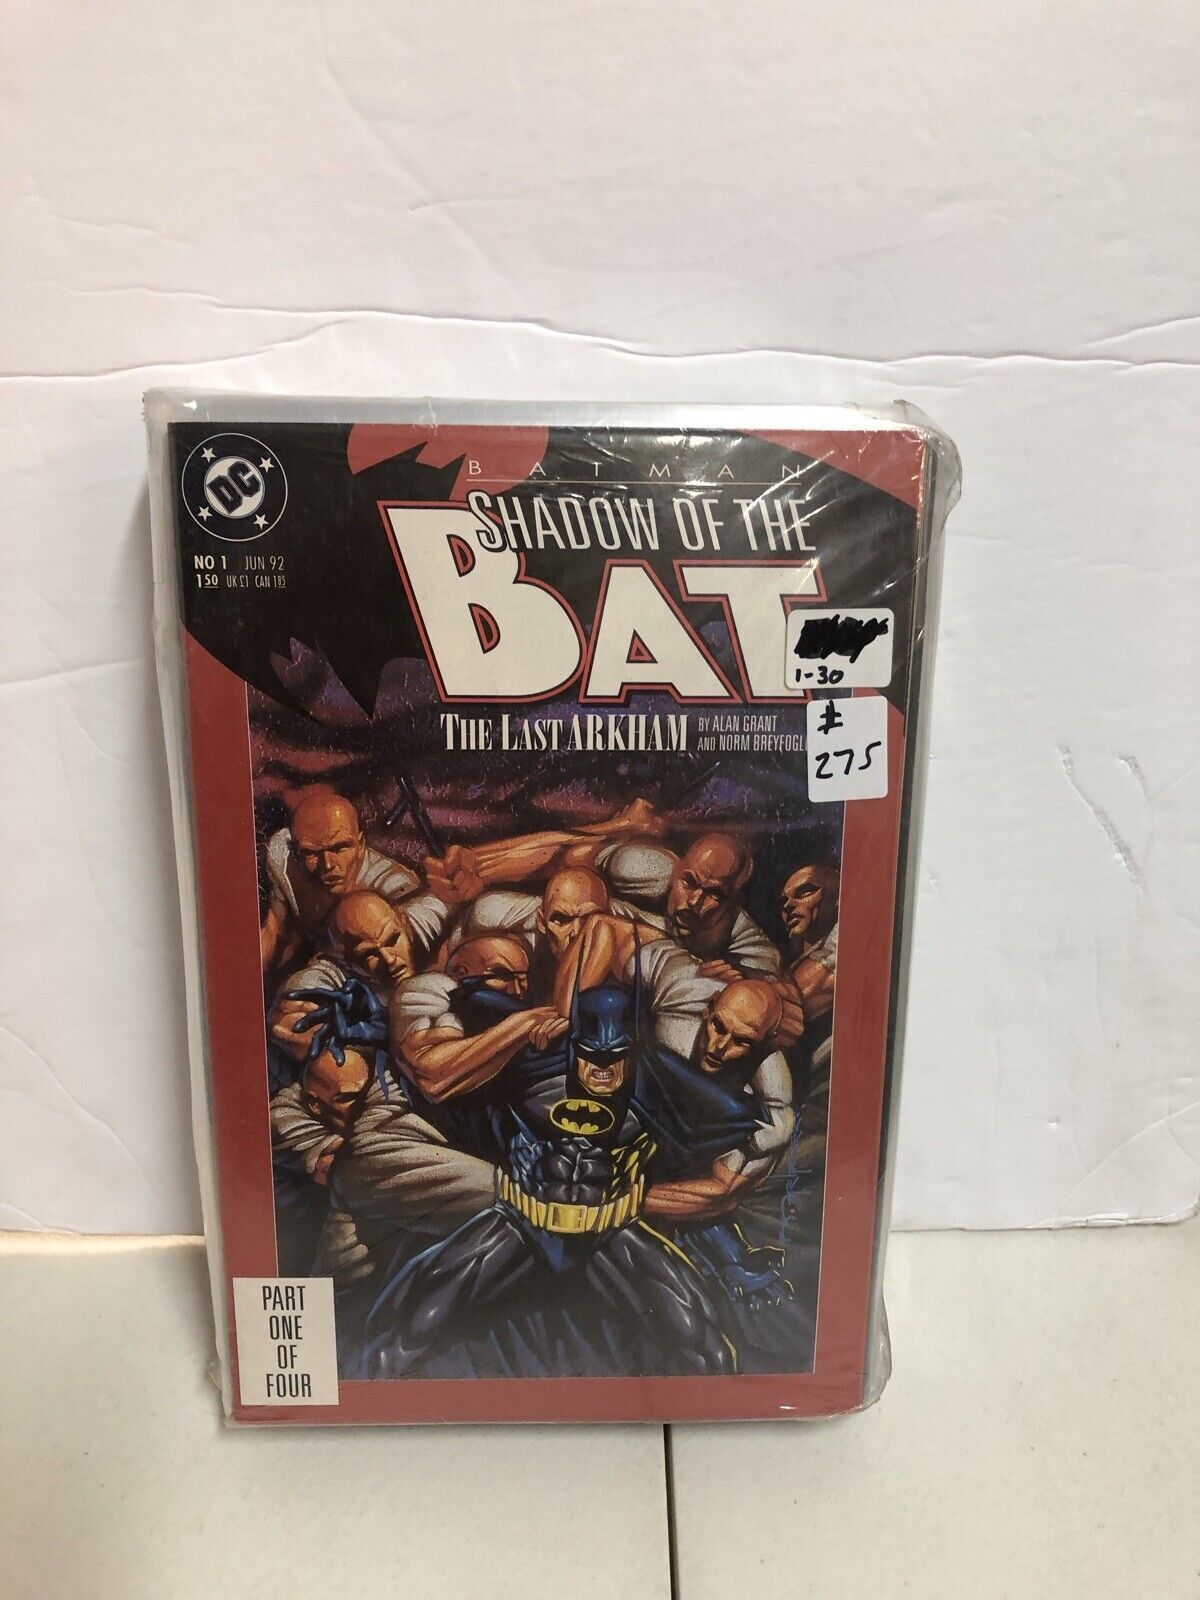 DC
BATMAN
SHADOW OF THE
BAT
NO 1 JUN 92
1 50 UK £1 CAN 1 85
THE LAST ARKHAM BY ALAN GRANT
AND NORM BREYFOGL
1-30
#
275
PART
ONE
OF
FOUR